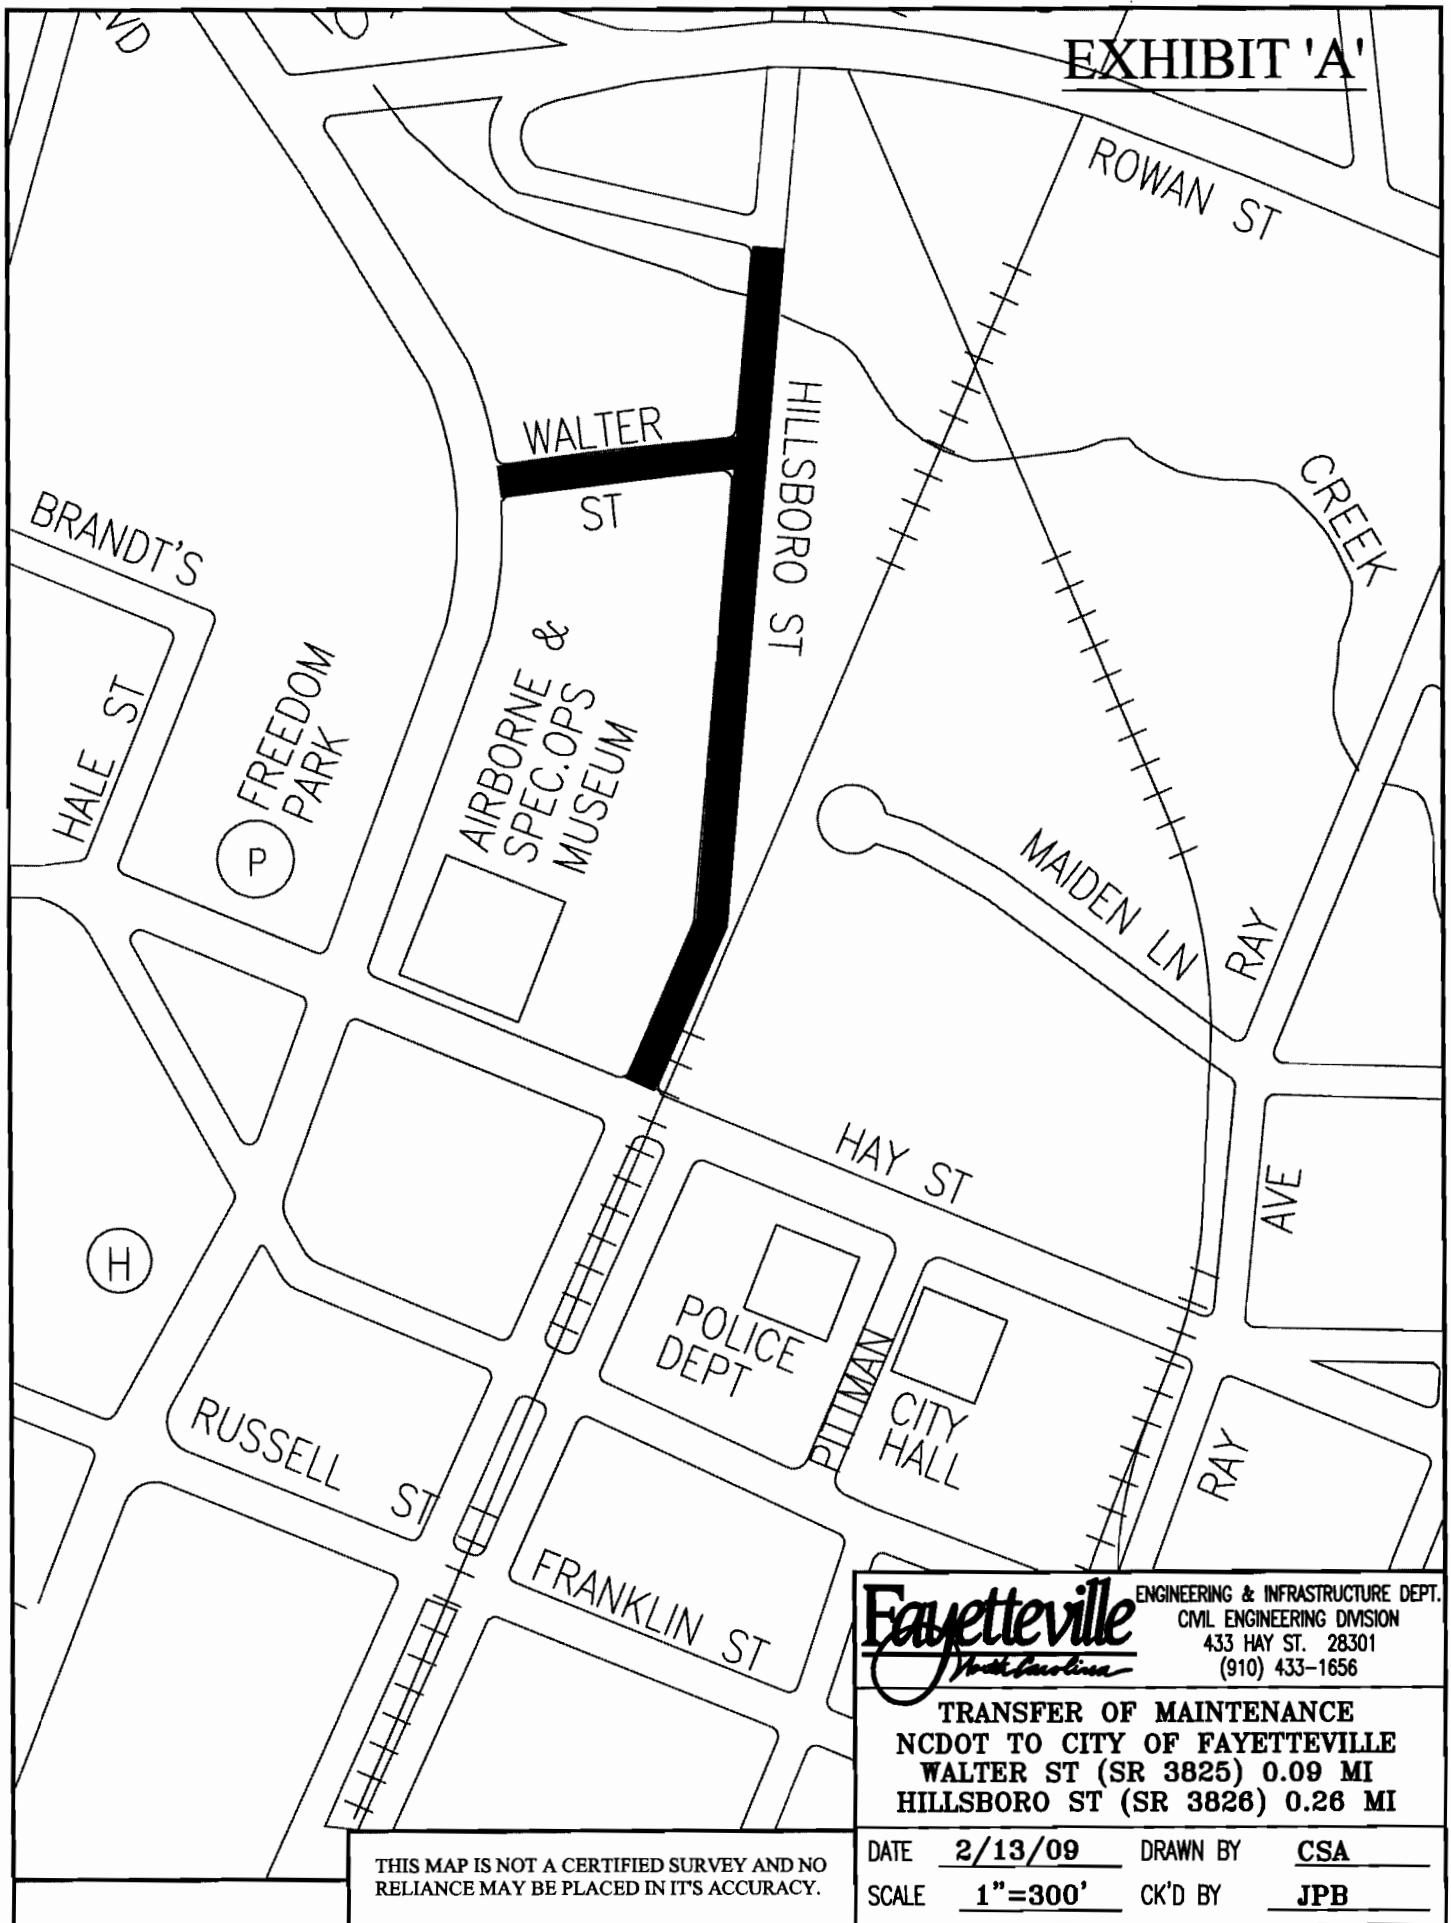 VD
EXHIBIT 'A'
ROWAN ST
HILLSBORO ST
WALTER
ST
CREEK
BRANDT'S
HALE ST
FREEDOM
PARK
P
AIRBORNE &
SPEC.OPS
MUSEUM
MAIDEN LN
RAY
AVE
HAY ST
H
POLICE
DEPT
PITTMAN
CITY
HALL
RAY
RUSSELL ST
FRANKLIN ST
Fayetteville
North Carolina
ENGINEERING & INFRASTRUCTURE DEPT.
CIVIL ENGINEERING DIVISION
433 HAY ST. 28301
(910) 433-1656
TRANSFER OF MAINTENANCE
NCDOT TO CITY OF FAYETTEVILLE
WALTER ST (SR 3825) 0.09 MI
HILLSBORO ST (SR 3826) 0.26 MI
DATE 2/13/09 DRAWN BY CSA
SCALE 1"=300' CK'D BY JPB
THIS MAP IS NOT A CERTIFIED SURVEY AND NO
RELIANCE MAY BE PLACED IN IT'S ACCURACY.